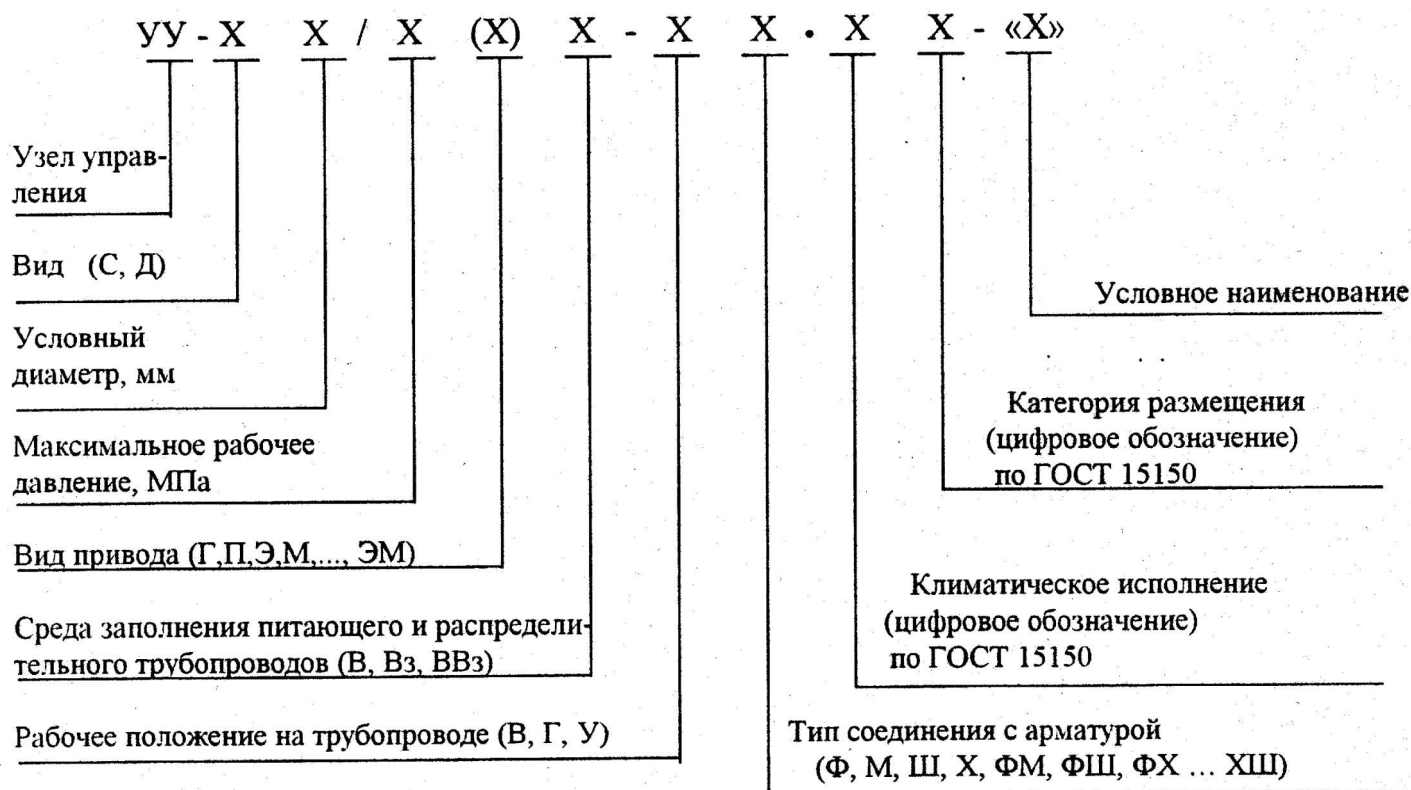 УУ - Х Х / Х (Х) Х - Х Х . Х Х - «Х»
Узел управ-
ления
Вид (С, Д)
Условный
диаметр, мм
Максимальное рабочее
давление, МПа
Вид привода (Г,П,Э,М,..., ЭМ)
Среда заполнения питающего и распредели-
тельного трубопроводов (В, Вз, ВВз)
Рабочее положение на трубопроводе (В, Г, У)
Условное наименование
Категория размещения
(цифровое обозначение)
по ГОСТ 15150
Климатическое исполнение
(цифровое обозначение)
по ГОСТ 15150
Тип соединения с арматурой
(Ф, М, Ш, Х, ФМ, ФШ, ФХ ... ХШ)